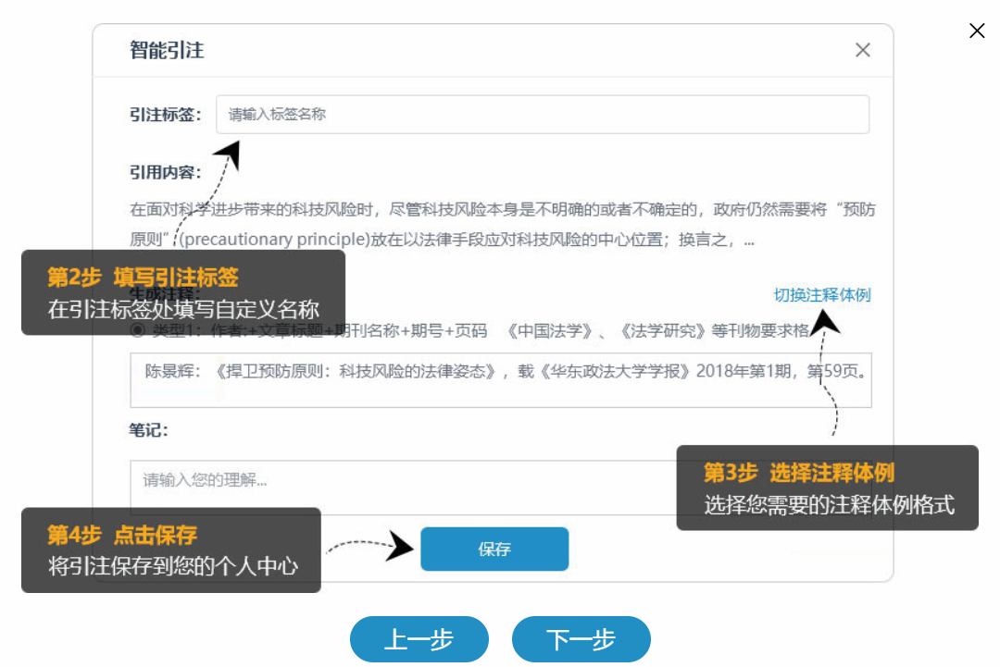 智能引注
引注标签：
请输入标签名称
引用内容：
在面对科学进步带来的科技风险时，尽管科技风险本身是不明确的或者不确定的，政府仍然需要将“预防
原则”(precautionary principle)放在以法律手段应对科技风险的中心位置；换言之，...
第2步 填写引注标签
在引注标签处填写自定义名称
生成注释：
切换注释体例
类型1：作者:+文章标题+期刊名称+期号+页码 《中国法学》、《法学研究》等刊物要求格
陈景辉：《捍卫预防原则：科技风险的法律姿态》，载《华东政法大学学报》2018年第1期，第59页。
笔记：
请输入您的理解...
第3步 选择注释体例
选择您需要的注释体例格式
第4步 点击保存
将引注保存到您的个人中心
保存
上一步
下一步